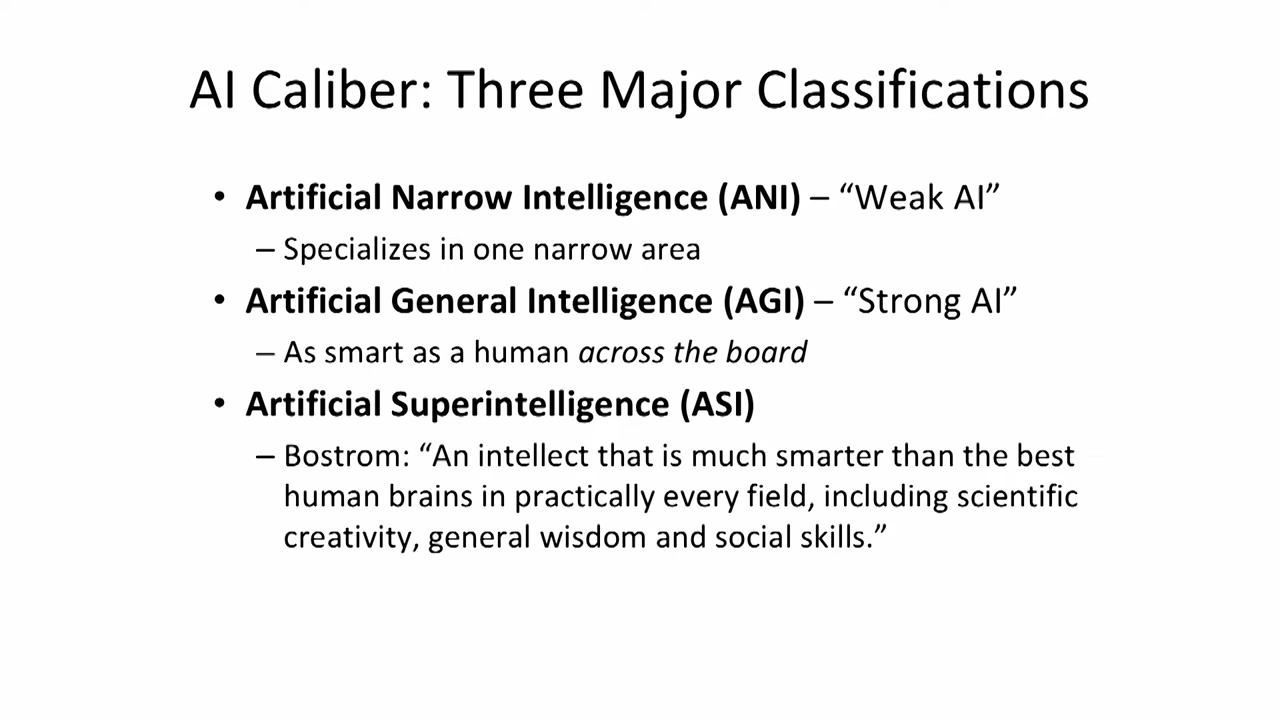 AI Caliber: Three Major Classifications
• Artificial Narrow Intelligence (ANI) – “Weak AI”
– Specializes in one narrow area
• Artificial General Intelligence (AGI) – “Strong AI”
– As smart as a human across the board
• Artificial Superintelligence (ASI)
– Bostrom: “An intellect that is much smarter than the best
human brains in practically every field, including scientific
creativity, general wisdom and social skills.”